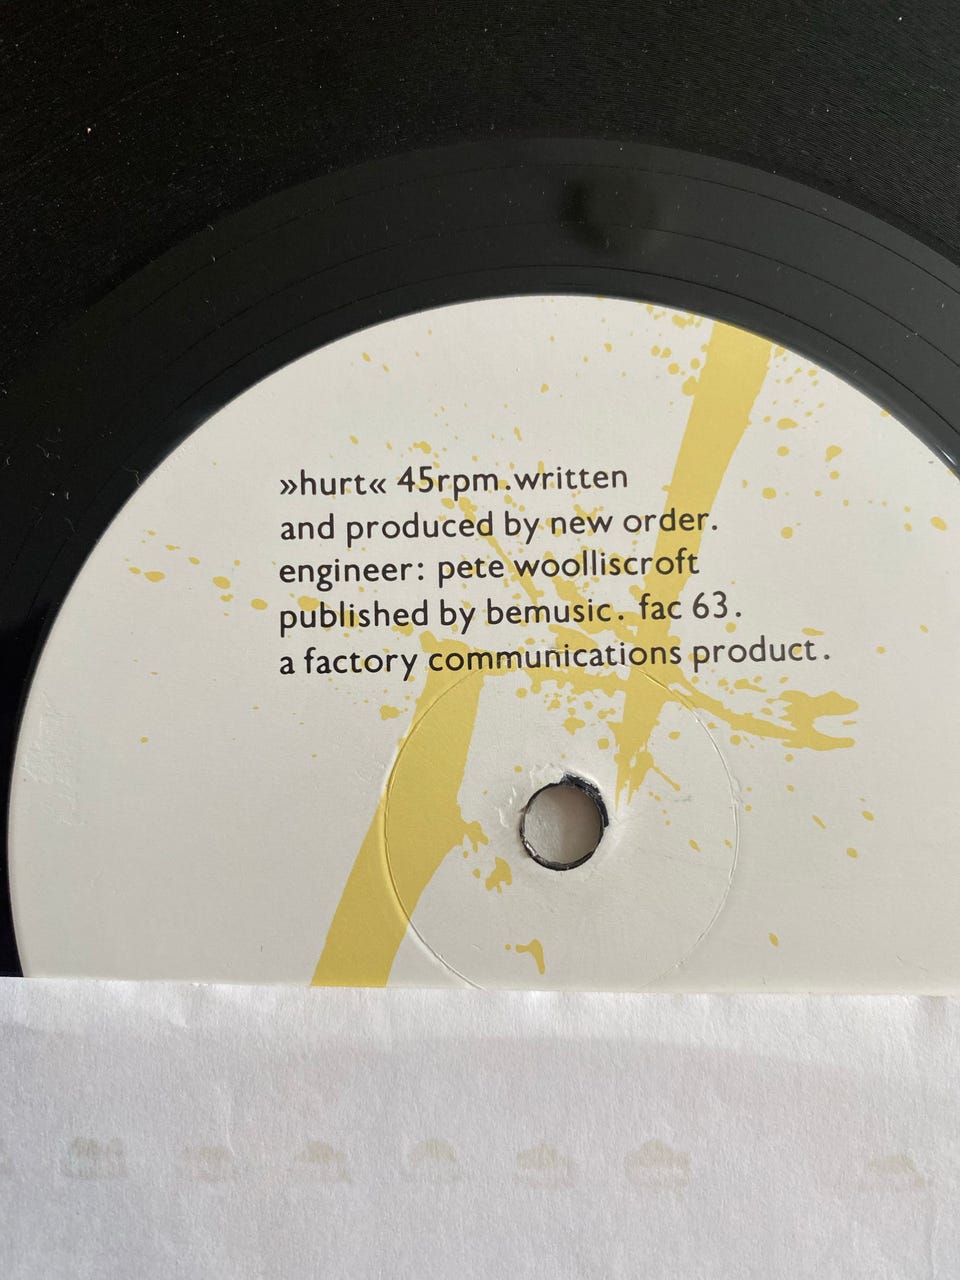 »hurt« 45rpm.written
and produced by new order.
engineer: pete woolliscroft
published by bemusic. fac 63.
a factory communications product.